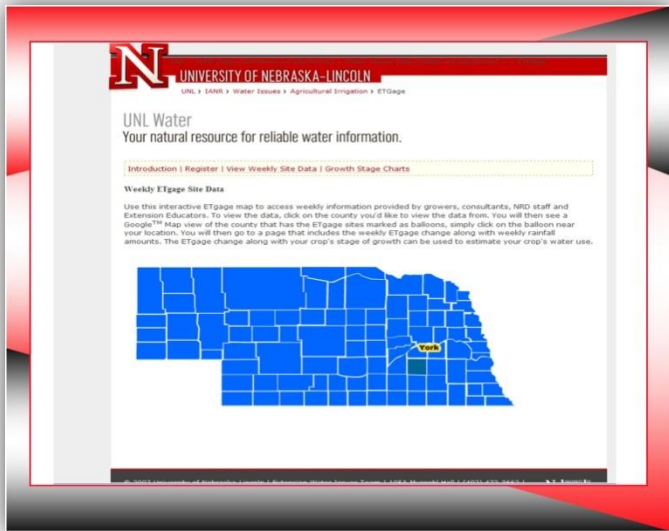 N
UNIVERSITY OF NEBRASKA–LINCOLN
UNL › IANR › Water Issues › Agricultural Irrigation › ETGage
UNL Water
Your natural resource for reliable water information.
Introduction | Register | View Weekly Site Data | Growth Stage Charts
Weekly ETgage Site Data
Use this interactive ETgage map to access weekly information provided by growers, consultants, NRD staff and
Extension Educators. To view the data, click on the county you'd like to view the data from. You will then see a
Google™ Map view of the county that has the ETgage sites marked as balloons, simply click on the balloon near
your location. You will then go to a page that includes the weekly ETgage change along with weekly rainfall
amounts. The ETgage change along with your crop's stage of growth can be used to estimate your crop's water use.
York